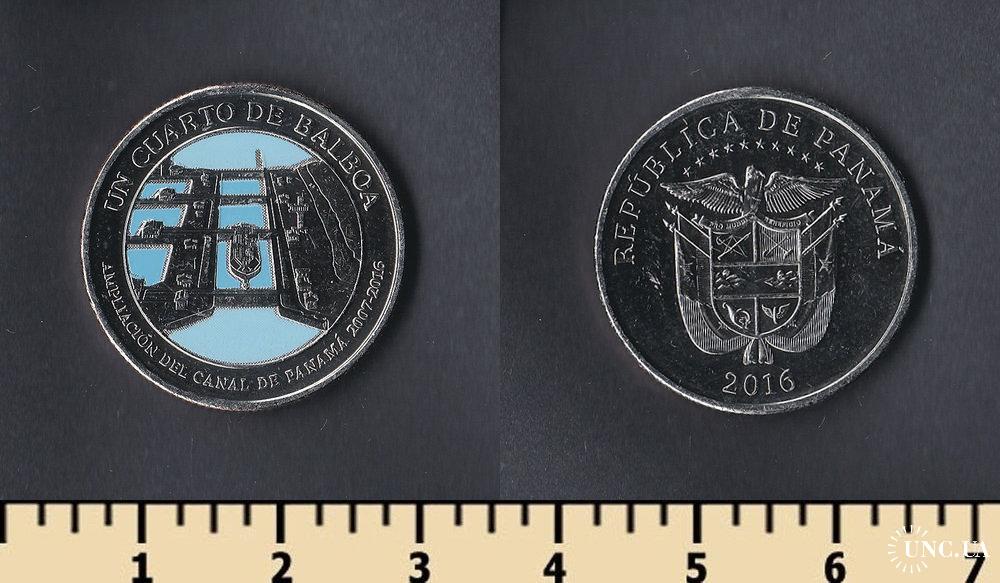 UN CUARTO DE BALBOA
AMPLIACIÓN DEL CANAL DE PANAMÁ 2007-2016
REPÚBLICA DE PANAMÁ
2016
1 2 3 4 5 6 7
UNC.UA